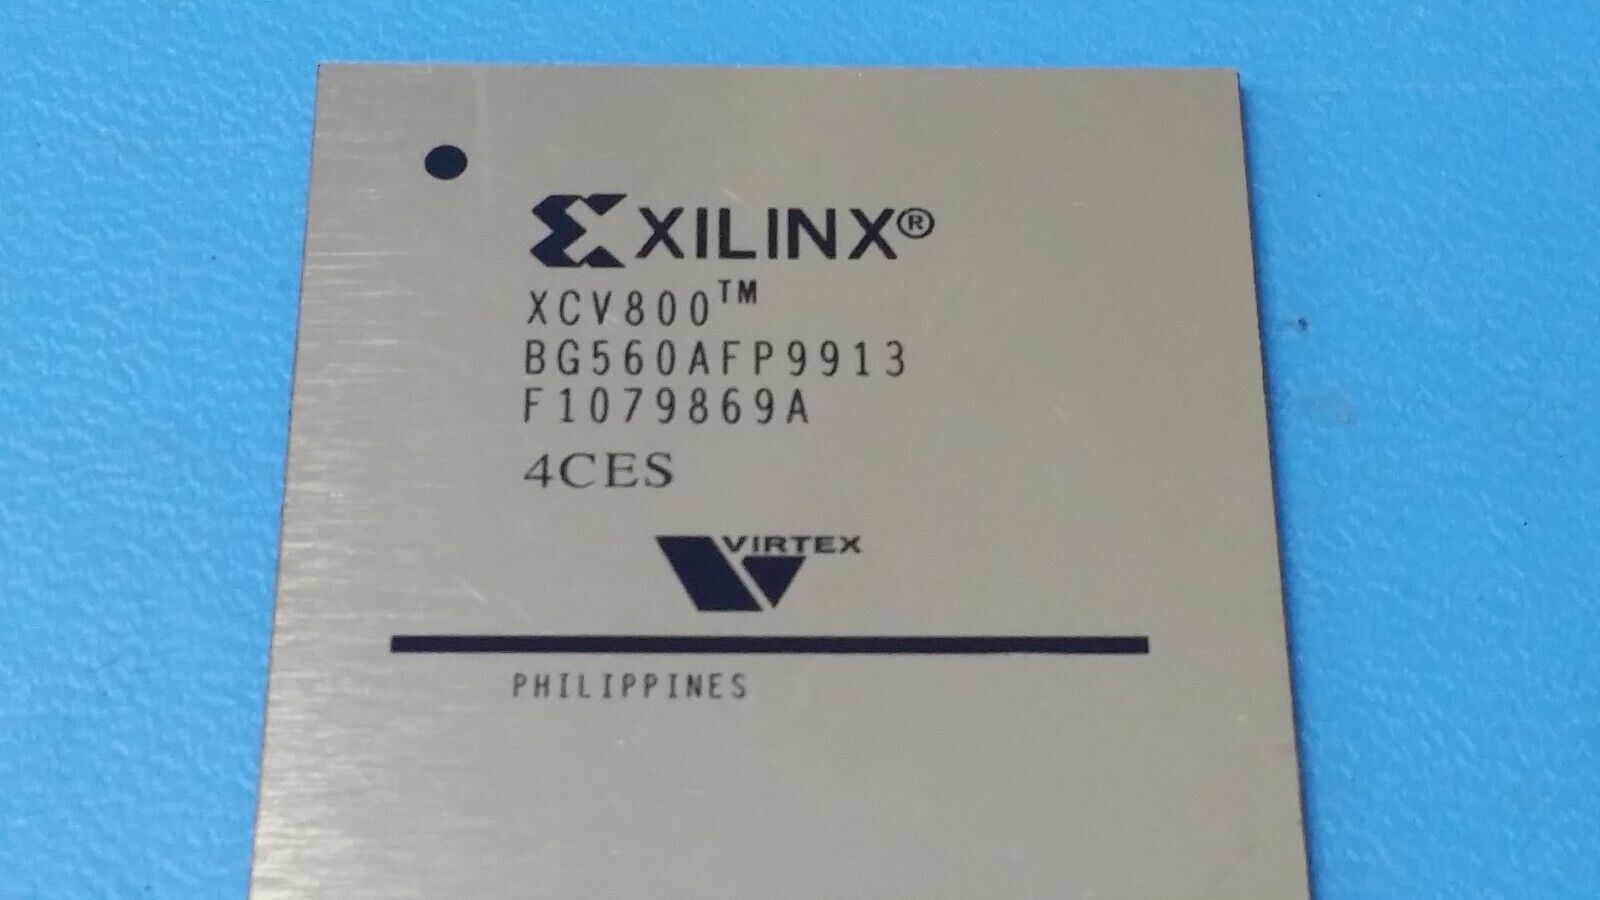 XILINX®
XCV800™
BG560AFP9913
F1079869A
4CES
VIRTEX
PHILIPPINES